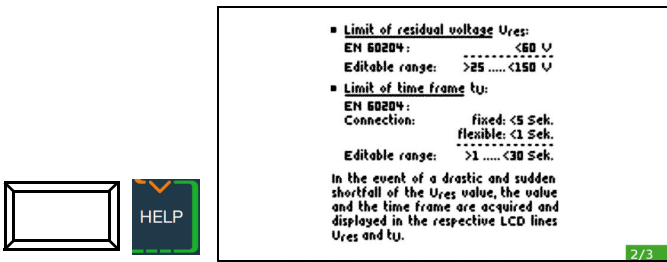 ▪ Limit of residual voltage Ures:
EN 60204: <60 V
Editable range: >25 ..... <150 V
▪ Limit of time frame tU:
EN 60204:
Connection: fixed: <5 Sek.
flexible: <1 Sek.
Editable range: >1 ..... <30 Sek.
In the event of a drastic and sudden
shortfall of the Ures value, the value
and the time frame are acquired and
displayed in the respective LCD lines
Ures and tU.
HELP
2/3